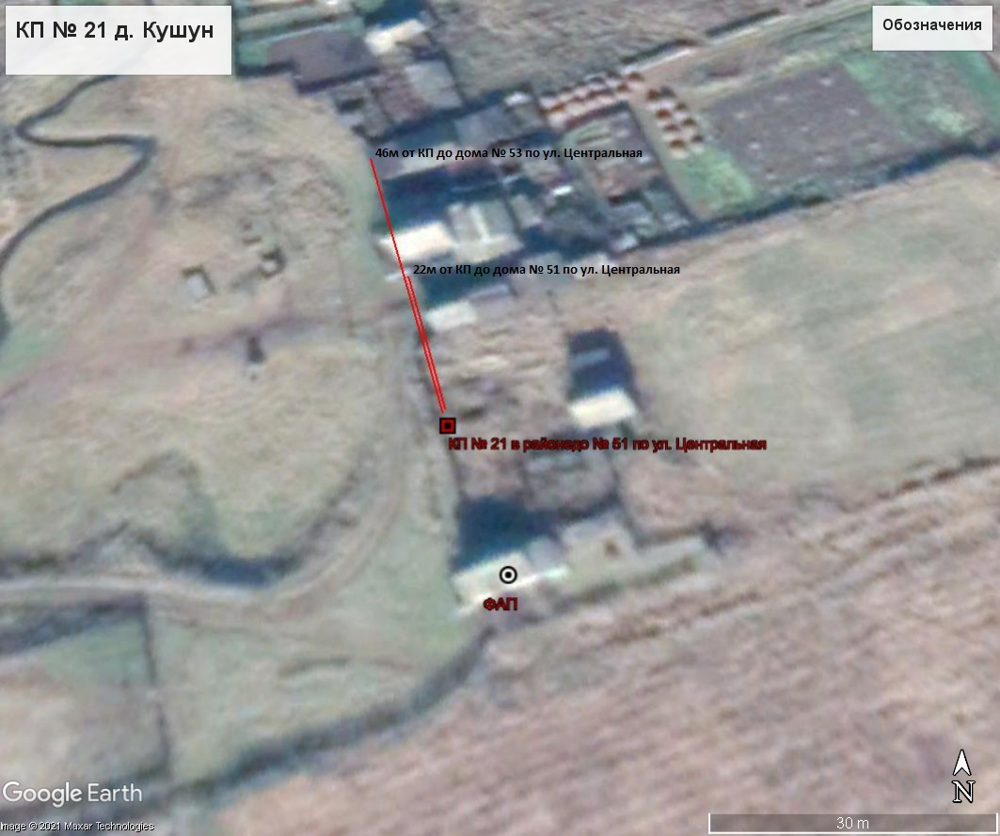 КП № 21 д. Кушун
Обозначения
46м от КП до дома № 53 по ул. Центральная
22м от КП до дома № 51 по ул. Центральная
КП № 21 в районедо № 51 по ул. Центральная
ФАП
N
Google Earth
mage © 2021 Maxar Technologies
30 m